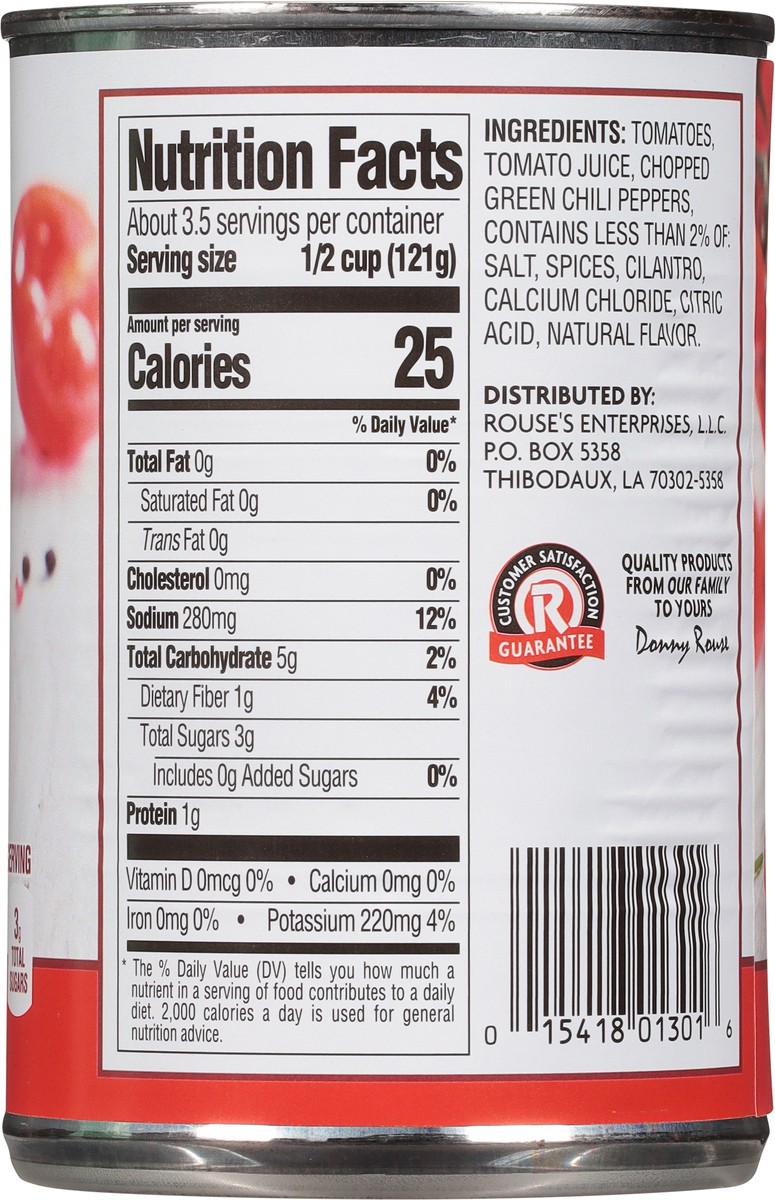 Nutrition Facts
About 3.5 servings per container
Serving size 1/2 cup (121g)
Amount per serving
Calories 25
% Daily Value*
Total Fat 0g 0%
Saturated Fat 0g 0%
Trans Fat 0g
Cholesterol 0mg 0%
Sodium 280mg 12%
Total Carbohydrate 5g 2%
Dietary Fiber 1g 4%
Total Sugars 3g
Includes 0g Added Sugars 0%
Protein 1g
Vitamin D 0mcg 0% • Calcium 0mg 0%
Iron 0mg 0% • Potassium 220mg 4%
* The % Daily Value (DV) tells you how much a
nutrient in a serving of food contributes to a daily
diet. 2,000 calories a day is used for general
nutrition advice.
INGREDIENTS: TOMATOES,
TOMATO JUICE, CHOPPED
GREEN CHILI PEPPERS,
CONTAINS LESS THAN 2% OF:
SALT, SPICES, CILANTRO,
CALCIUM CHLORIDE, CITRIC
ACID, NATURAL FLAVOR.
DISTRIBUTED BY:
ROUSE'S ENTERPRISES, L.L.C.
P.O. BOX 5358
THIBODAUX, LA 70302-5358
CUSTOMER SATISFACTION
R
GUARANTEE
QUALITY PRODUCTS
FROM OUR FAMILY
TO YOURS
Donny Rouse
0 15418 01301 6
ERVING
3g
TOTAL
SUGARS